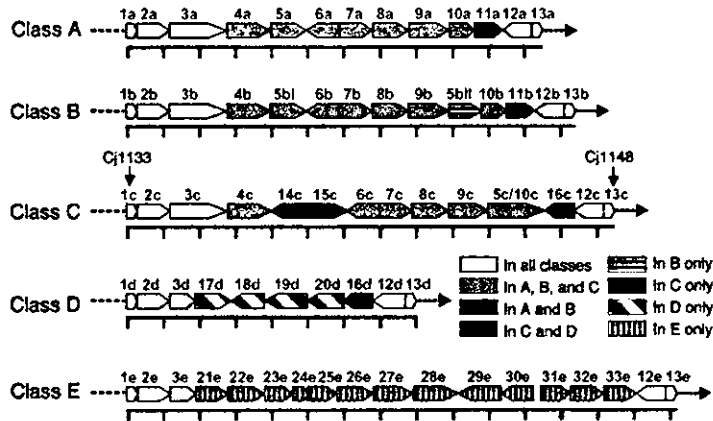 1a 2a 3a 4a 5a 6a 7a 8a 9a 10a 11a 12a 13a
Class A
1b 2b 3b 4b 5bI 6b 7b 8b 9b 5bII 10b 11b 12b 13b
Class B
Cj1133 Cj1148
1c 2c 3c 4c 14c 15c 6c 7c 8c 9c 5c/10c 16c 12c 13c
Class C
In all classes In B only
In A, B, and C In C only
In A and B In D only
In C and D In E only
1d 2d 3d 17d 18d 19d 20d 16d 12d 13d
Class D
1e 2e 3e 21e 22e 23e 24e 25e 26e 27e 28e 29e 30e 31e 32e 33e 12e 13e
Class E